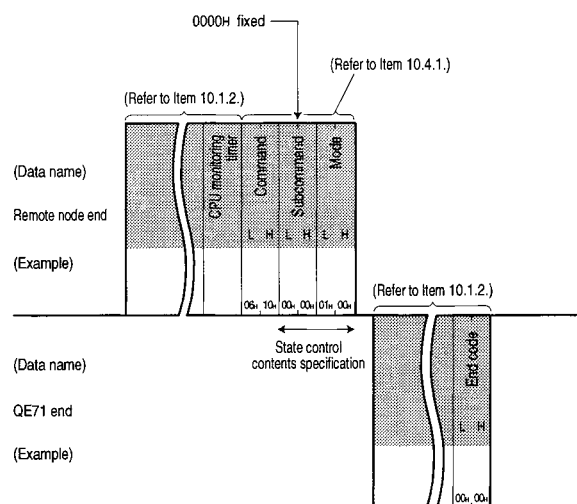 0000H fixed
(Refer to Item 10.4.1.)
(Refer to Item 10.1.2.)
(Data name)
Remote node end
(Example)
CPU monitoring
timer
Command
Subcommand
Mode
L H L H L H
06H 10H 00H 00H 01H 00H
State control
contents specification
(Refer to Item 10.1.2.)
(Data name)
QE71 end
(Example)
End code
L H
00H 00H